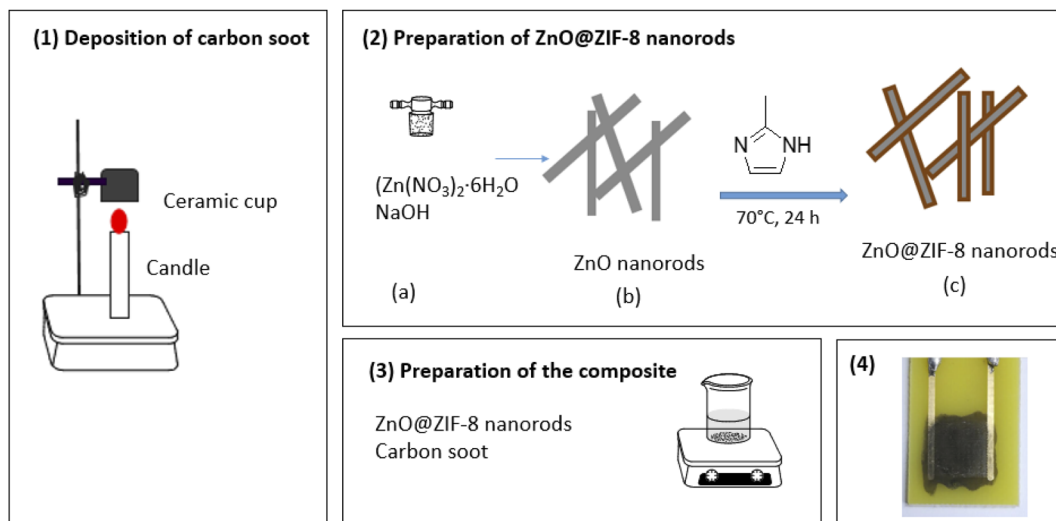 (1) Deposition of carbon soot
Ceramic cup
Candle
(2) Preparation of ZnO@ZIF-8 nanorods
(Zn(NO₃)₂·6H₂O
NaOH
(a)
ZnO nanorods
(b)
N
NH
70°C, 24 h
ZnO@ZIF-8 nanorods
(c)
(3) Preparation of the composite
ZnO@ZIF-8 nanorods
Carbon soot
(4)